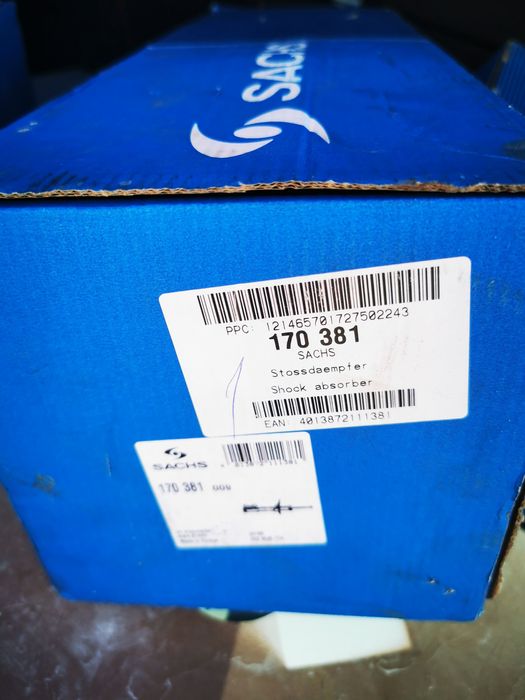 SACHS
PPC: 121465701727502243
170 381
SACHS
Stossdaempfer
Shock absorber
EAN: 4013872111381
SACHS
170 381